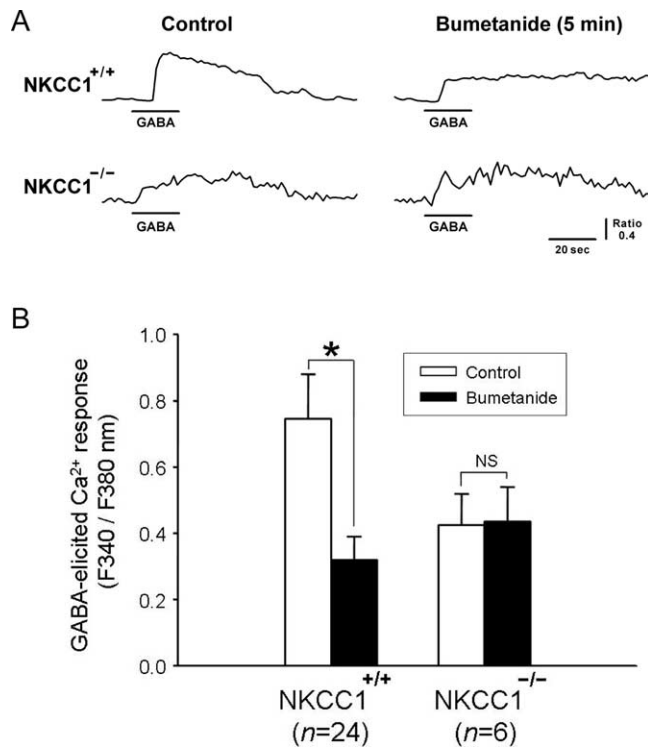 A
Control
Bumetanide (5 min)
NKCC1+/+
GABA
GABA
NKCC1−/−
GABA
GABA
Ratio
0.4
20 sec
B
GABA-elicited Ca²⁺ response
(F340 / F380 nm)
1.0
0.8
0.6
0.4
0.2
0.0
*
NS
Control
Bumetanide
NKCC1+/+
(n=24)
NKCC1−/−
(n=6)